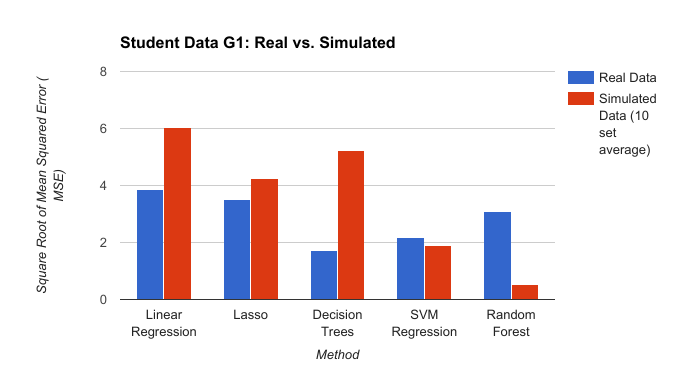 Student Data G1: Real vs. Simulated
Square Root of Mean Squared Error (
MSE)
8
6
4
2
0
Real Data
Simulated
Data (10
set
average)
Linear
Regression
Lasso
Decision
Trees
SVM
Regression
Random
Forest
Method